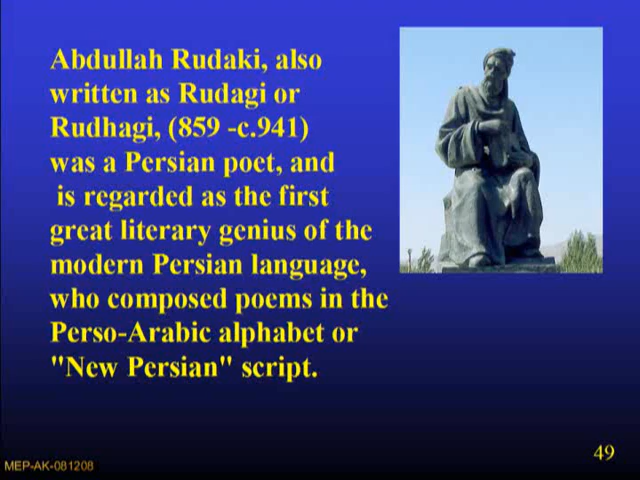 Abdullah Rudaki, also
written as Rudagi or
Rudhagi, (859 -c.941)
was a Persian poet, and
is regarded as the first
great literary genius of the
modern Persian language,
who composed poems in the
Perso-Arabic alphabet or
"New Persian" script.
49
MEP-AK-081208